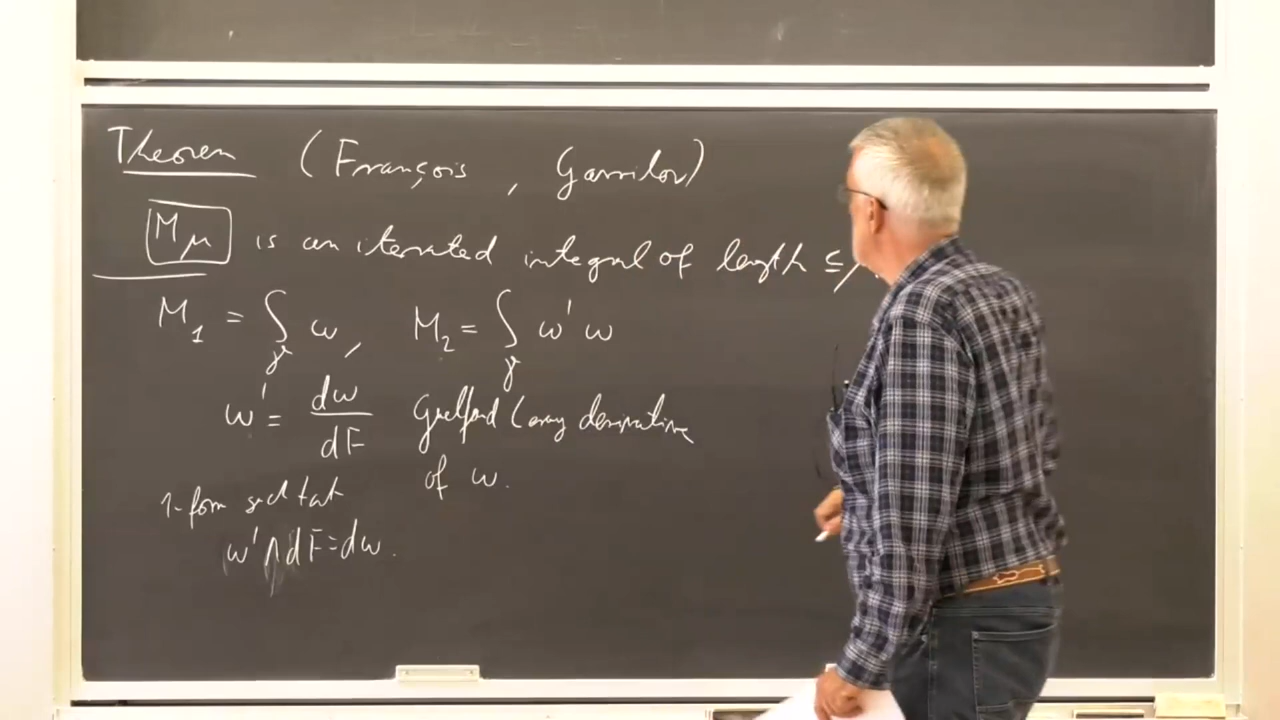 Theorem (François, Gavrilov)
M_μ is an iterated integral of length ≤
M_1 = ∫_γ ω, M_2 = ∫_γ ω' ω
ω' = dω/dF Guelfand Leray derivative
of ω.
1-form such that
ω' ∧ dF = dω.